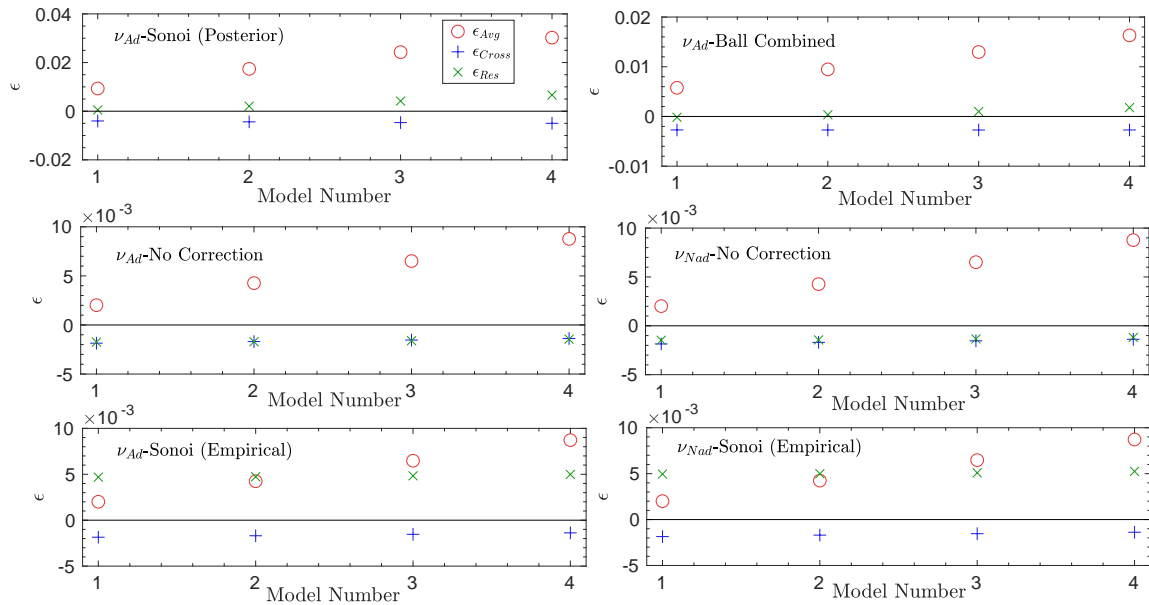 ν_Ad-Sonoi (Posterior)
ϵ_Avg
ϵ_Cross
ϵ_Res
0.04
0.02
0
-0.02
ϵ
1 2 3 4
Model Number
ν_Ad-Ball Combined
0.02
0.01
0
-0.01
ϵ
1 2 3 4
Model Number
×10^-3
ν_Ad-No Correction
10
5
0
-5
ϵ
1 2 3 4
Model Number
×10^-3
ν_Nad-No Correction
10
5
0
-5
ϵ
1 2 3 4
Model Number
×10^-3
ν_Ad-Sonoi (Empirical)
10
5
0
-5
ϵ
1 2 3 4
Model Number
×10^-3
ν_Nad-Sonoi (Empirical)
10
5
0
-5
ϵ
1 2 3 4
Model Number